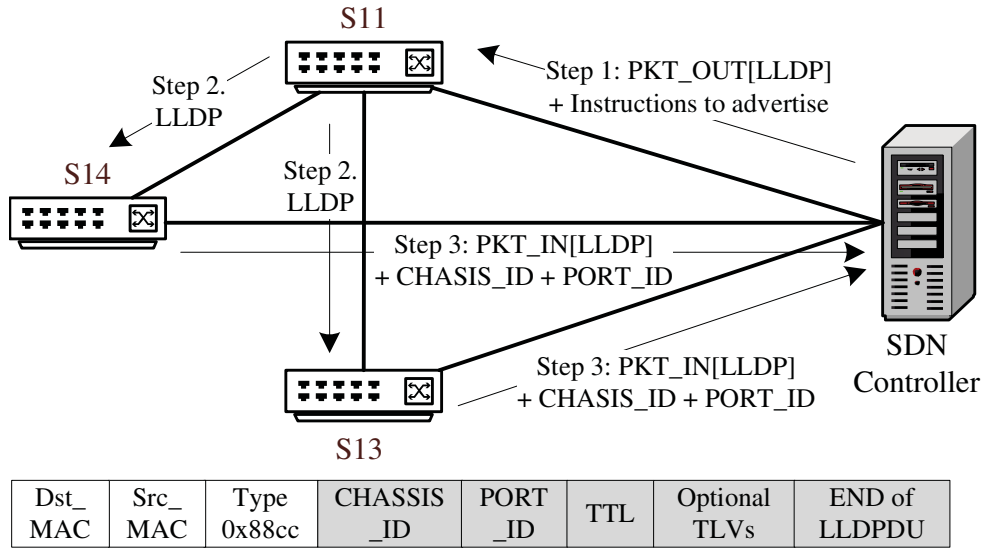 S11
Step 1: PKT_OUT[LLDP]
+ Instructions to advertise
Step 2.
LLDP
S14
Step 2.
LLDP
Step 3: PKT_IN[LLDP]
+ CHASIS_ID + PORT_ID
SDN
Controller
Step 3: PKT_IN[LLDP]
+ CHASIS_ID + PORT_ID
S13
Dst_
MAC
Src_
MAC
Type
0x88cc
CHASSIS
_ID
PORT
_ID
TTL
Optional
TLVs
END of
LLDPDU